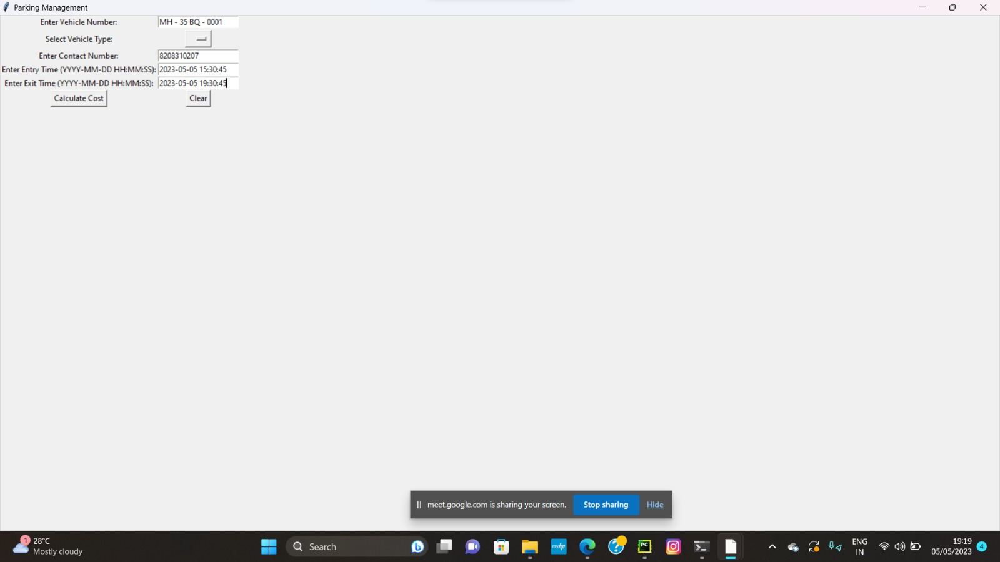 Parking Management
Enter Vehicle Number: MH - 35 BQ - 0001
Select Vehicle Type:
Enter Contact Number: 8208310207
Enter Entry Time (YYYY-MM-DD HH:MM:SS): 2023-05-05 15:30:45
Enter Exit Time (YYYY-MM-DD HH:MM:SS): 2023-05-05 19:30:45
Calculate Cost Clear
meet.google.com is sharing your screen. Stop sharing Hide
1 28°C
Mostly cloudy
Search
myhp
PC
ENG
IN
19:19
05/05/2023
4